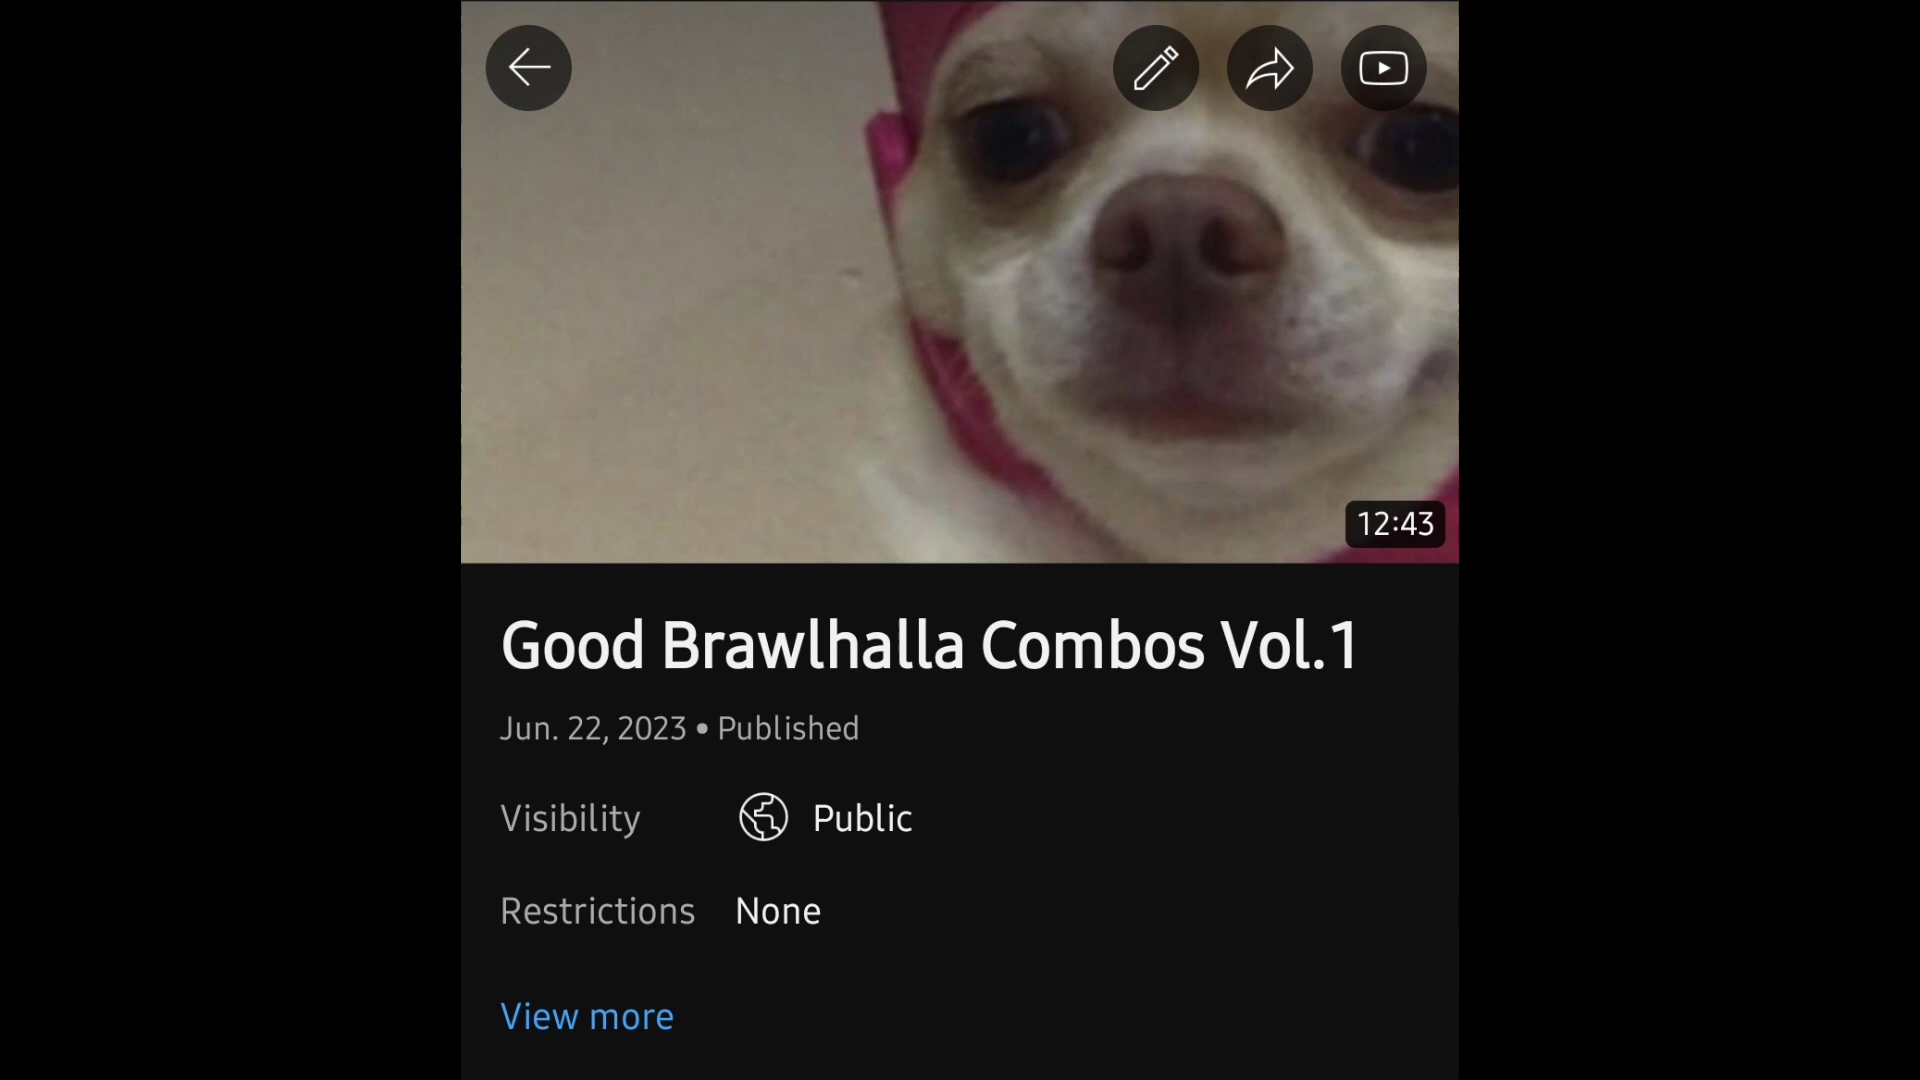 12:43
Good Brawlhalla Combos Vol.1
Jun. 22, 2023 • Published
Visibility Public
Restrictions None
View more